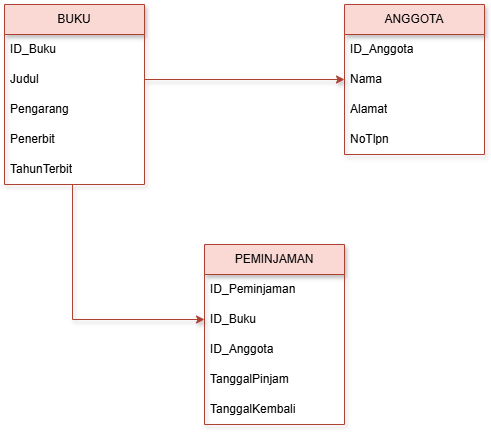 BUKU
ID_Buku
Judul
Pengarang
Penerbit
TahunTerbit
ANGGOTA
ID_Anggota
Nama
Alamat
NoTlpn
PEMINJAMAN
ID_Peminjaman
ID_Buku
ID_Anggota
TanggalPinjam
TanggalKembali